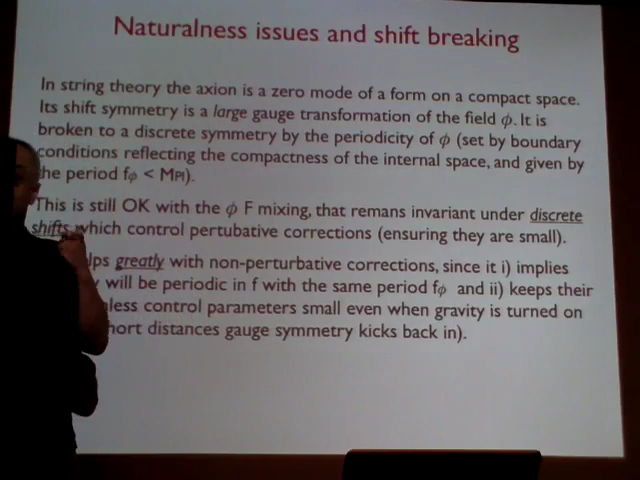 Naturalness issues and shift breaking
In string theory the axion is a zero mode of a form on a compact space.
Its shift symmetry is a large gauge transformation of the field ϕ. It is
broken to a discrete symmetry by the periodicity of ϕ (set by boundary
conditions reflecting the compactness of the internal space, and given by
the period fϕ < MPl).
This is still OK with the ϕ F mixing, that remans invariant under discrete
shifts which control pertubative corrections (ensuring they are small).
greatly with non-perturbative corrections, since it i) implies
will be periodic in f with the same period fϕ and ii) keeps their
control parameters small even when gravity is turned on
distances gauge symmetry kicks back in).